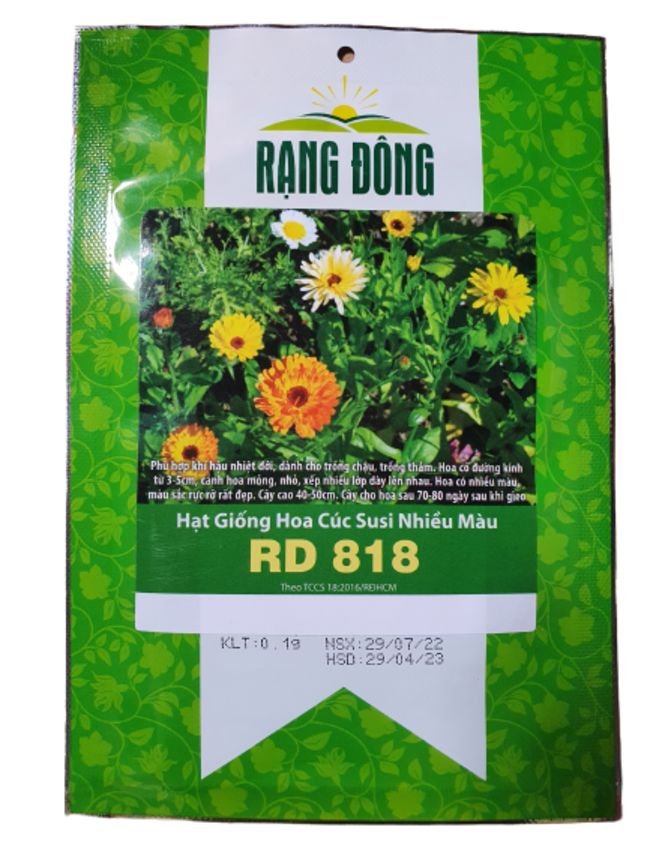 RẠNG ĐÔNG
Phù hợp khí hậu nhiệt đới, dành cho trồng chậu, trồng thảm. Hoa có đường kính
từ 3-5cm, cánh hoa mỏng, nhỏ, xếp nhiều lớp dày lên nhau. Hoa có nhiều màu,
màu sắc rực rỡ rất đẹp. Cây cao 40-50cm. Cây cho hoa sau 70-80 ngày sau khi gieo
Hạt Giống Hoa Cúc Susi Nhiều Màu
RD 818
Theo TCCS 18:2016/RĐHCM
KLT:0.1g NSX:29/07/22
HSD:29/04/23